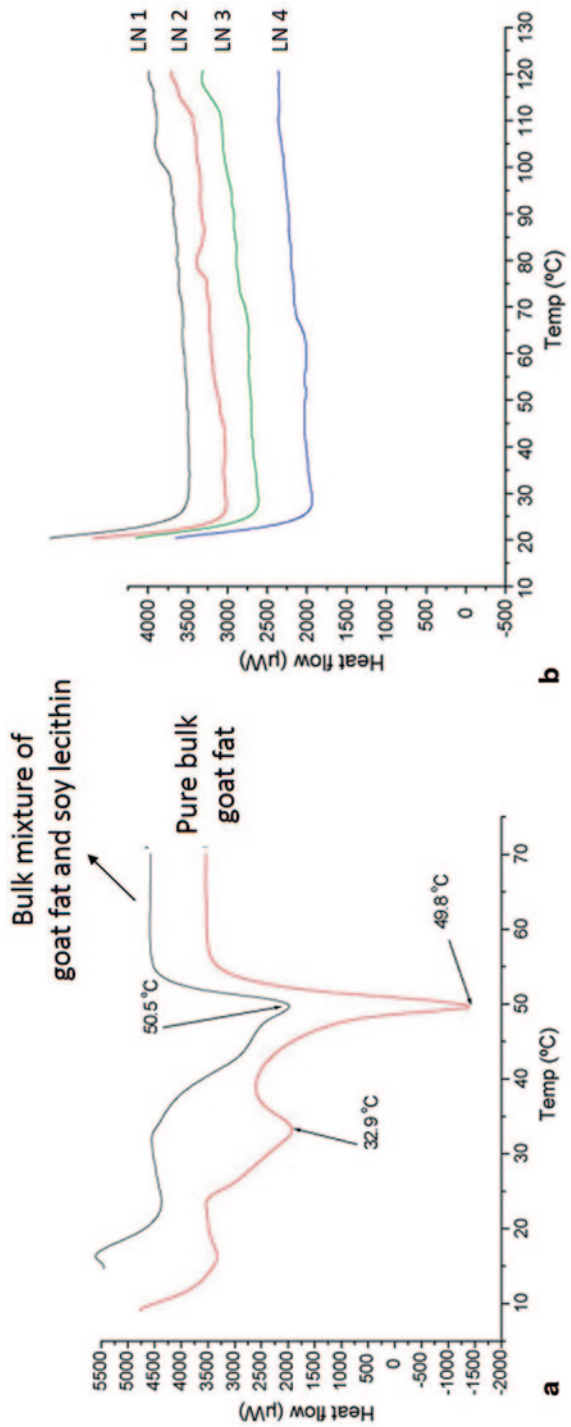 Bulk mixture of
goat fat and soy lecithin
Pure bulk
goat fat
5500
5000
4500
4000
3500
3000
2500
2000
1500
1000
500
0
-500
-1000
-1500
-2000
Heat flow (µW)
50.5 °C
32.9 °C
49.8 °C
10 20 30 40 50 60 70
Temp (ºC)
a
LN 1
LN 2
LN 3
LN 4
4000
3500
3000
2500
2000
1500
1000
500
0
-500
Heat flow (µW)
10 20 30 40 50 60 70 80 90 100 110 120 130
Temp (ºC)
b